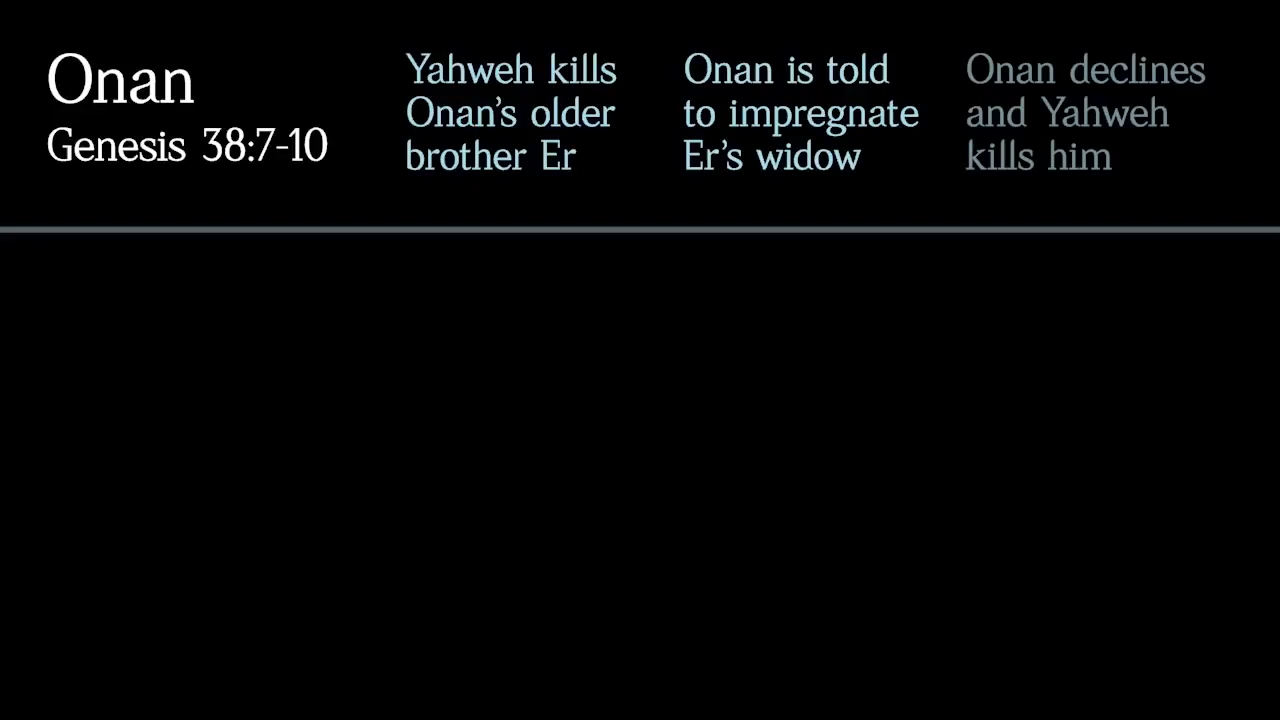 Onan
Genesis 38:7-10
Yahweh kills
Onan’s older
brother Er
Onan is told
to impregnate
Er’s widow
Onan declines
and Yahweh
kills him